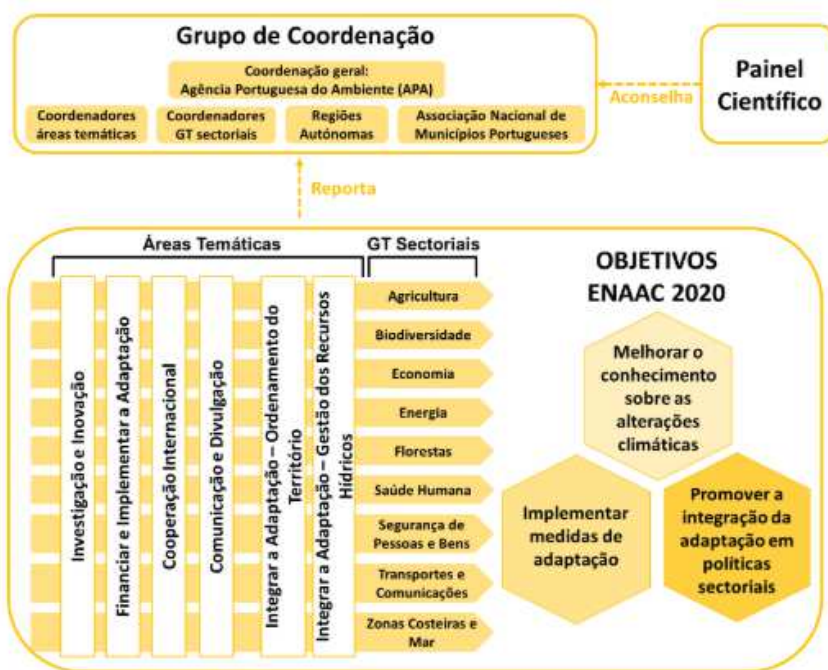 Grupo de Coordenação
Coordenação geral:
Agência Portuguesa do Ambiente (APA)
Coordenadores
áreas temáticas
Coordenadores
GT sectoriais
Regiões
Autónomas
Associação Nacional de
Municípios Portugueses
Aconselha
Painel
Científico
Reporta
Áreas Temáticas
GT Sectoriais
Investigação e Inovação
Financiar e Implementar a Adaptação
Cooperação Internacional
Comunicação e Divulgação
Integrar a Adaptação – Ordenamento do
Território
Integrar a Adaptação – Gestão dos Recursos
Hídricos
Agricultura
Biodiversidade
Economia
Energia
Florestas
Saúde Humana
Segurança de
Pessoas e Bens
Transportes e
Comunicações
Zonas Costeiras e
Mar
OBJETIVOS
ENAAC 2020
Melhorar o
conhecimento
sobre as
alterações
climáticas
Implementar
medidas de
adaptação
Promover a
integração da
adaptação em
políticas
sectoriais